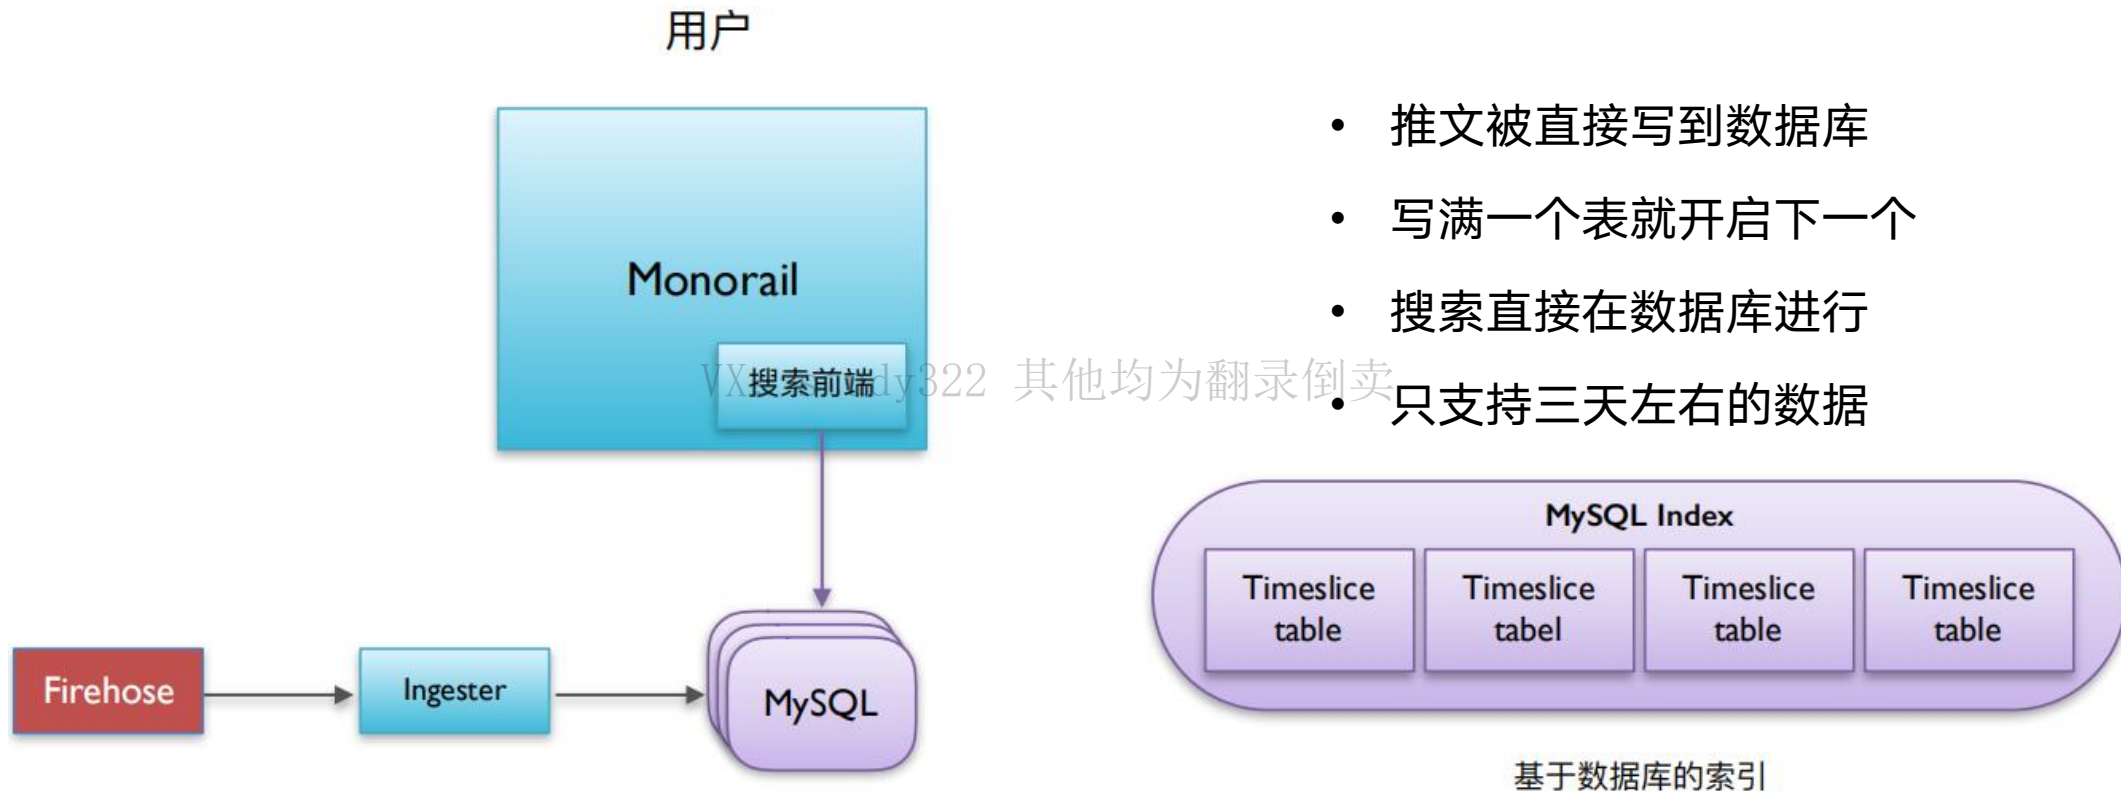 用户
Monorail
搜索前端
Firehose
Ingester
MySQL
• 推文被直接写到数据库
• 写满一个表就开启下一个
• 搜索直接在数据库进行
• 只支持三天左右的数据
322 其他均为翻录倒卖
MySQL Index
Timeslice
table
Timeslice
tabel
Timeslice
table
Timeslice
table
基于数据库的索引